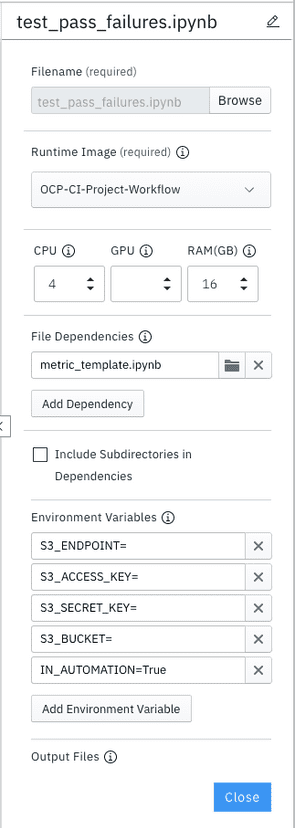 test_pass_failures.ipynb
Filename (required)
test_pass_failures.ipynb Browse
Runtime Image (required)
OCP-CI-Project-Workflow
CPU GPU RAM(GB)
4 16
File Dependencies
metric_template.ipynb
Add Dependency
Include Subdirectories in
Dependencies
Environment Variables
S3_ENDPOINT=
S3_ACCESS_KEY=
S3_SECRET_KEY=
S3_BUCKET=
IN_AUTOMATION=True
Add Environment Variable
Output Files
Close